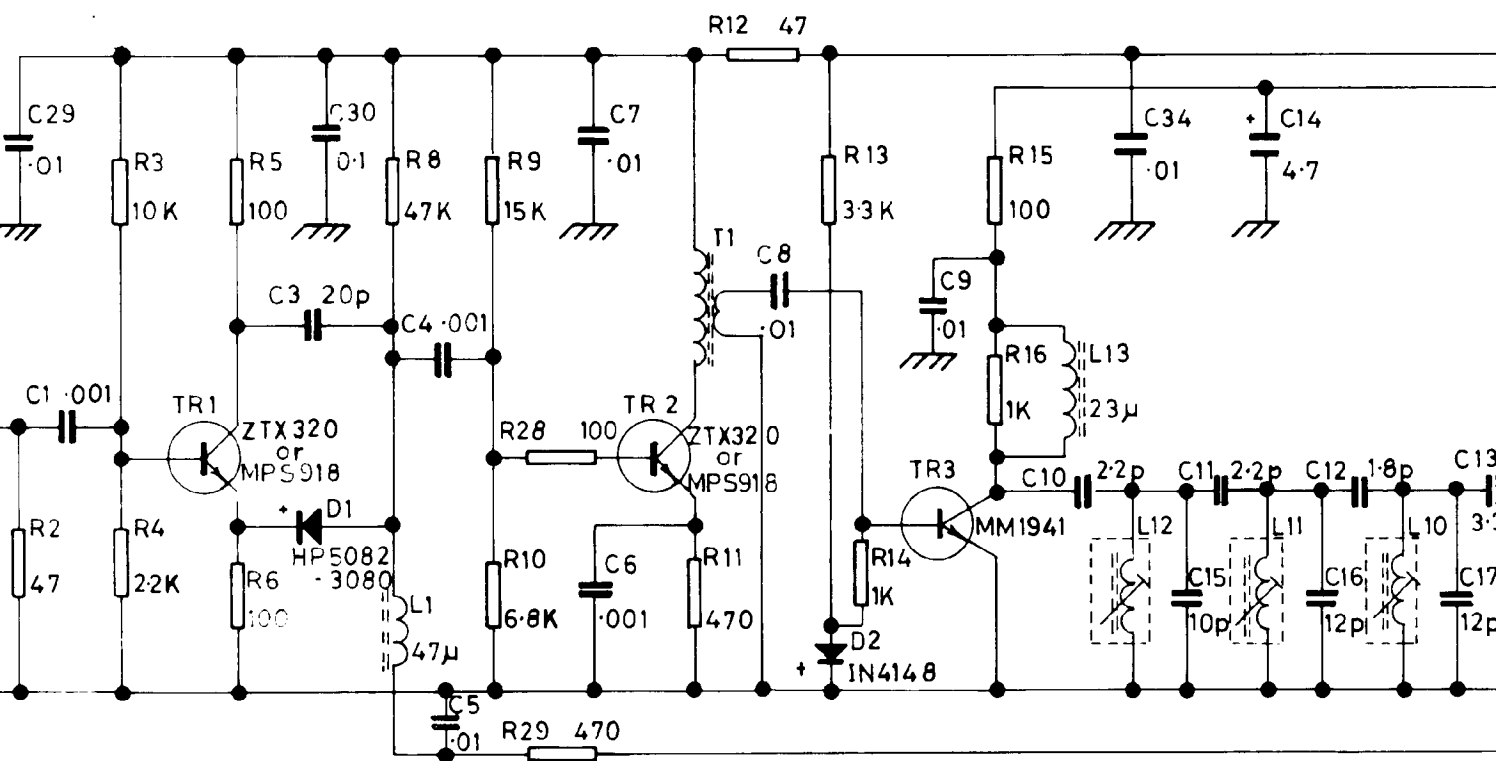 R12 47
C29
.01
R3
10K
R5
100
C30
0.1
R8
47K
R9
15K
C7
.01
R13
3.3K
R15
100
C34
.01
+ C14
4.7
T1
C8
.01
C9
.01
C3 20p
C4 .001
R16
1K
L13
23µ
C1 .001
TR1
ZTX320
or
MPS918
R28 100
TR 2
ZTX320
or
MPS918
TR3
MM1941
C10 2.2p
C11 2.2p
C12 1.8p
C13
3.3
R2
47
R4
2.2K
+ D1
HP5082
-3080
R6
100
L1
47µ
R10
6.8K
C6
.001
R11
470
R14
1K
D2
+ IN4148
L12
C15
10p
L11
C16
12p
L10
C17
12p
C5
.01
R29 470